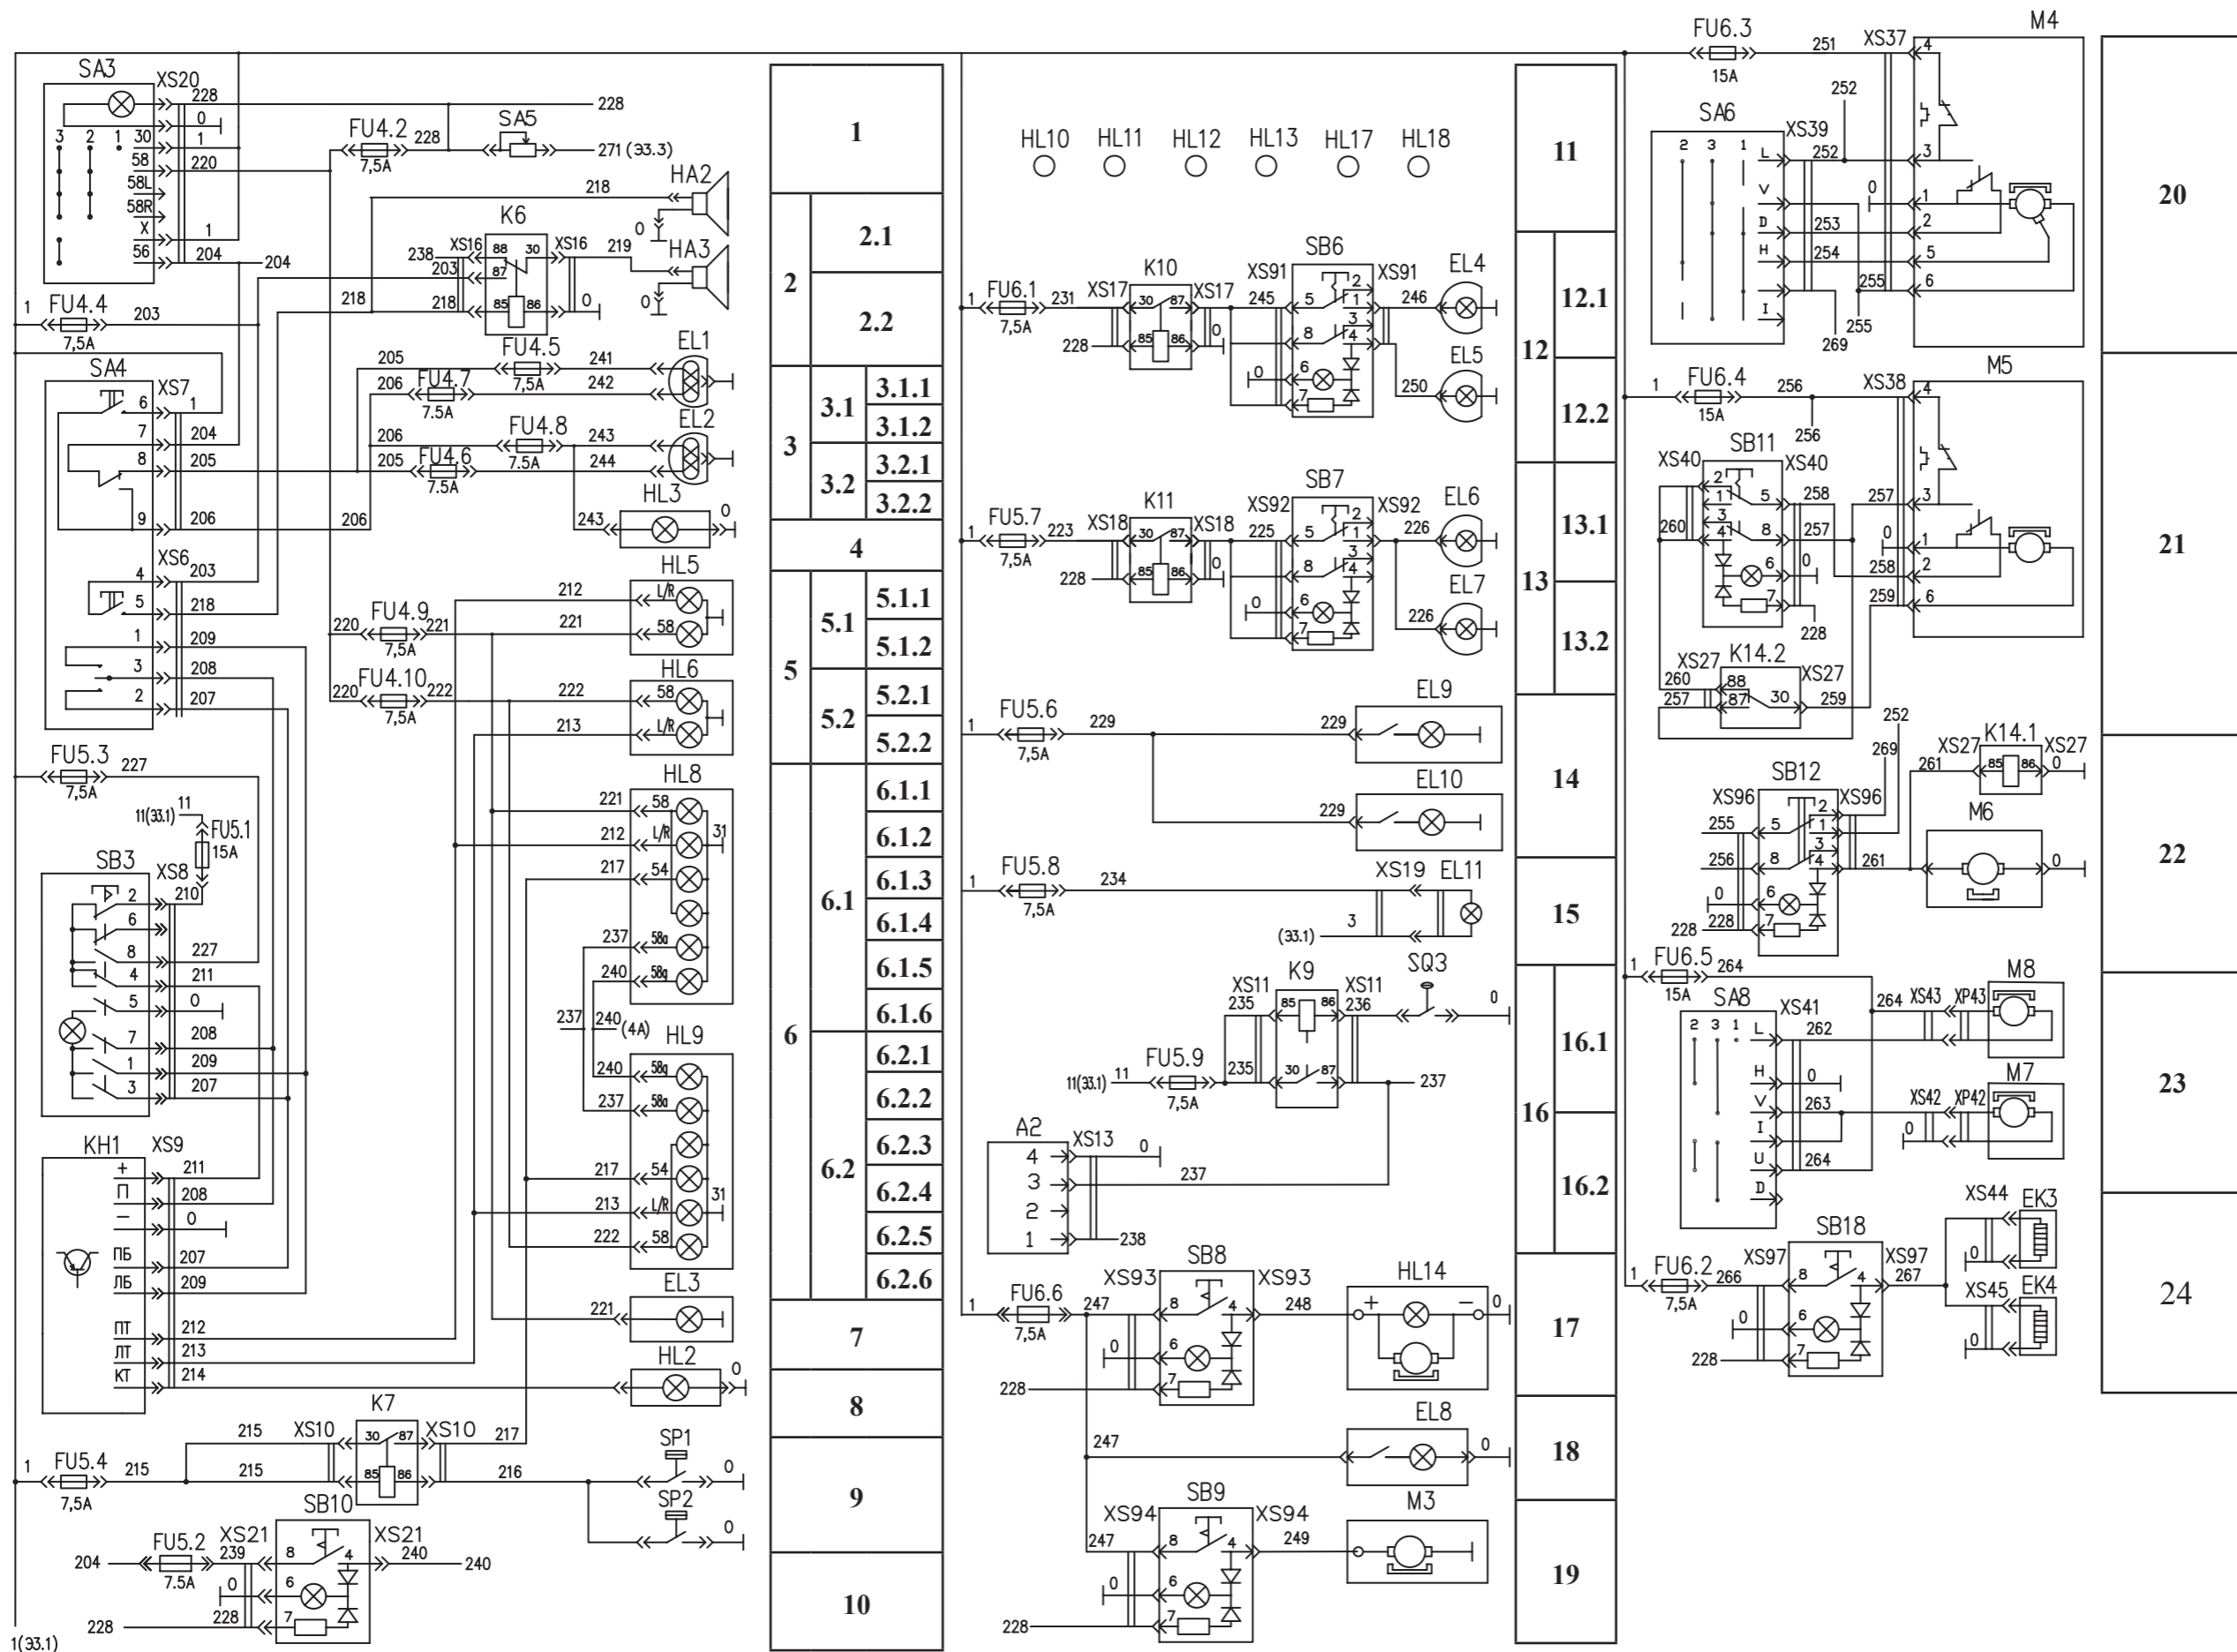 SA3
XS20
228
0
3 2 1 30
1
58
220
58L
58R
X
1
56
204
204
228
FU4.2
7,5A
228
SA5
271 (ЭЗ.3)
HA2
218
K6
XS16
XS16
238
203
88 30
87
219
HA3
0
0
218
218
85 86
0
1
FU4.4
203
7,5A
SA4
XS7
6
1
7
204
8
205
9
206
206
XS6
4
203
5
218
1
209
3
208
2
207
205
FU4.5
241
EL1
7,5A
206
FU4.7
242
7.5A
EL2
206
FU4.8
243
7.5A
205
FU4.6
244
7.5A
HL3
243
0
HL5
212
L/R
FU4.9
220
221
7,5A
221
58
HL6
FU4.10
220
222
7,5A
222
58
213
L/R
FU5.3
227
7,5A
11
11(ЭЗ.1)
FU5.1
15A
SB3
XS8
2
210
6
8
227
4
211
5
0
7
208
1
209
3
207
HL8
221
58
212
L/R
31
217
54
237
58a
240
58g
237
240 (4A)
HL9
240
58g
237
58a
217
54
213
L/R
31
222
58
KH1
XS9
+
211
П
208
—
0
ПБ
207
ЛБ
209
ПТ
212
ЛТ
213
КТ
214
EL3
221
HL2
0
K7
215
XS10
XS10
30 87
217
1
FU5.4
215
215
85 86
216
7,5A
SP1
0
SP2
0
SB10
FU5.2
XS21
XS21
204
239
8
4
240
240
7.5A
0
6
228
228
7
1(ЭЗ.1)
1
2
2.1
2.2
3
3.1
3.1.1
3.1.2
3.2
3.2.1
3.2.2
4
5
5.1
5.1.1
5.1.2
5.2
5.2.1
5.2.2
6
6.1
6.1.1
6.1.2
6.1.3
6.1.4
6.1.5
6.1.6
6.2
6.2.1
6.2.2
6.2.3
6.2.4
6.2.5
6.2.6
7
8
9
10
HL10
HL11
HL12
HL13
HL17
HL18
SB6
K10
XS91
XS91
EL4
1
FU6.1
231
XS17
30 87
XS17
245
5
2
1
246
7,5A
228
85 86
0
8
3
4
EL5
0
6
250
7
SB7
K11
XS92
XS92
EL6
1
FU5.7
223
XS18
30 87
XS18
225
5
2
1
226
7,5A
228
85 86
0
8
3
4
EL7
0
6
226
7
EL9
1
FU5.6
229
229
7,5A
EL10
229
FU5.8
1
234
XS19
EL11
7,5A
3
(ЭЗ.1)
K9
SQ3
XS11
XS11
235
85 86
236
0
FU5.9
11
11(ЭЗ.1)
235
30 87
237
7,5A
A2
XS13
4
0
3
237
2
1
238
SB8
XS93
XS93
HL14
1
FU6.6
247
8
4
248
+
−
0
7,5A
0
6
228
7
EL8
247
0
SB9
XS94
XS94
M3
247
8
4
249
0
6
228
7
11
12
12.1
12.2
13
13.1
13.2
14
15
16
16.1
16.2
17
18
19
FU6.3
251
XS37
M4
15A
4
252
SA6
XS39
2 3 1
L
252
3
V
0
1
D
253
2
H
254
5
255
6
I
255
269
M5
1
FU6.4
256
XS38
4
15A
256
SB11
XS40
XS40
2
1
5
258
257
3
3
260
4
8
257
0
1
6
0
258
2
7
259
6
228
K14.2
XS27
XS27
260
88
257
87
30
259
252
269
K14.1
XS27
XS27
SB12
261
85 86
0
XS96
XS96
255
5
2
1
M6
256
8
3
4
261
0
0
6
228
228
7
1
FU6.5
264
15A
M8
SA8
XS41
264
XS43
XP43
2 3 1
L
262
H
0
M7
V
263
XS42
XP42
I
0
U
264
D
XS44
EK3
SB18
0
XS97
XS97
1
FU6.2
266
8
4
267
XS45
EK4
7,5A
0
6
0
228
7
20
21
22
23
24